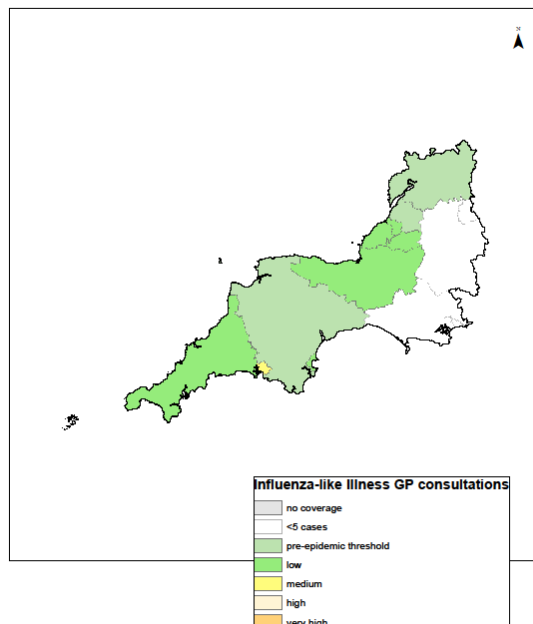 N
Influenza-like Illness GP consultations
no coverage
<5 cases
pre-epidemic threshold
low
medium
high
very high